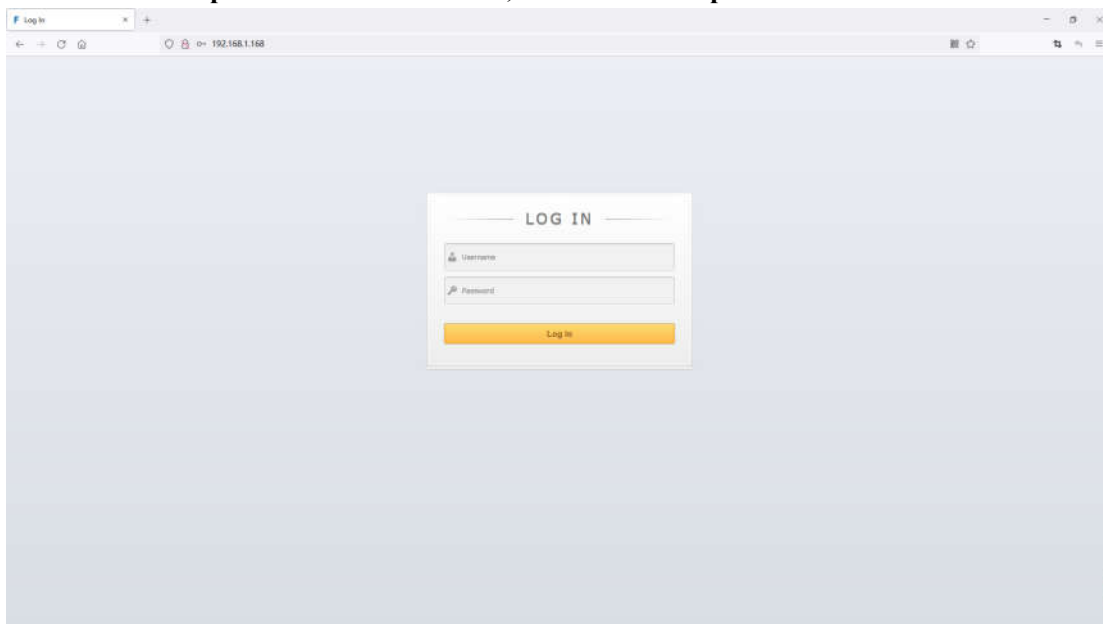 F Log In × +
192.168.1.168
LOG IN
Username
Password
Log In